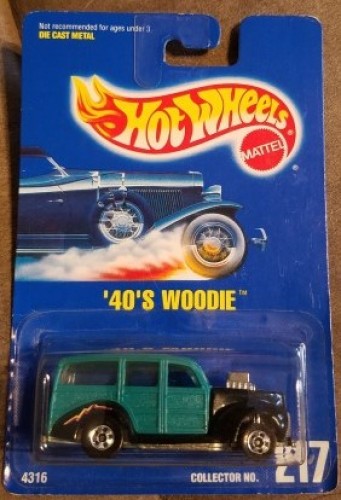 Not recommended for ages under 3
DIE CAST METAL
Hot Wheels
MATTEL
'40'S WOODIE™
4316
COLLECTOR NO. 217